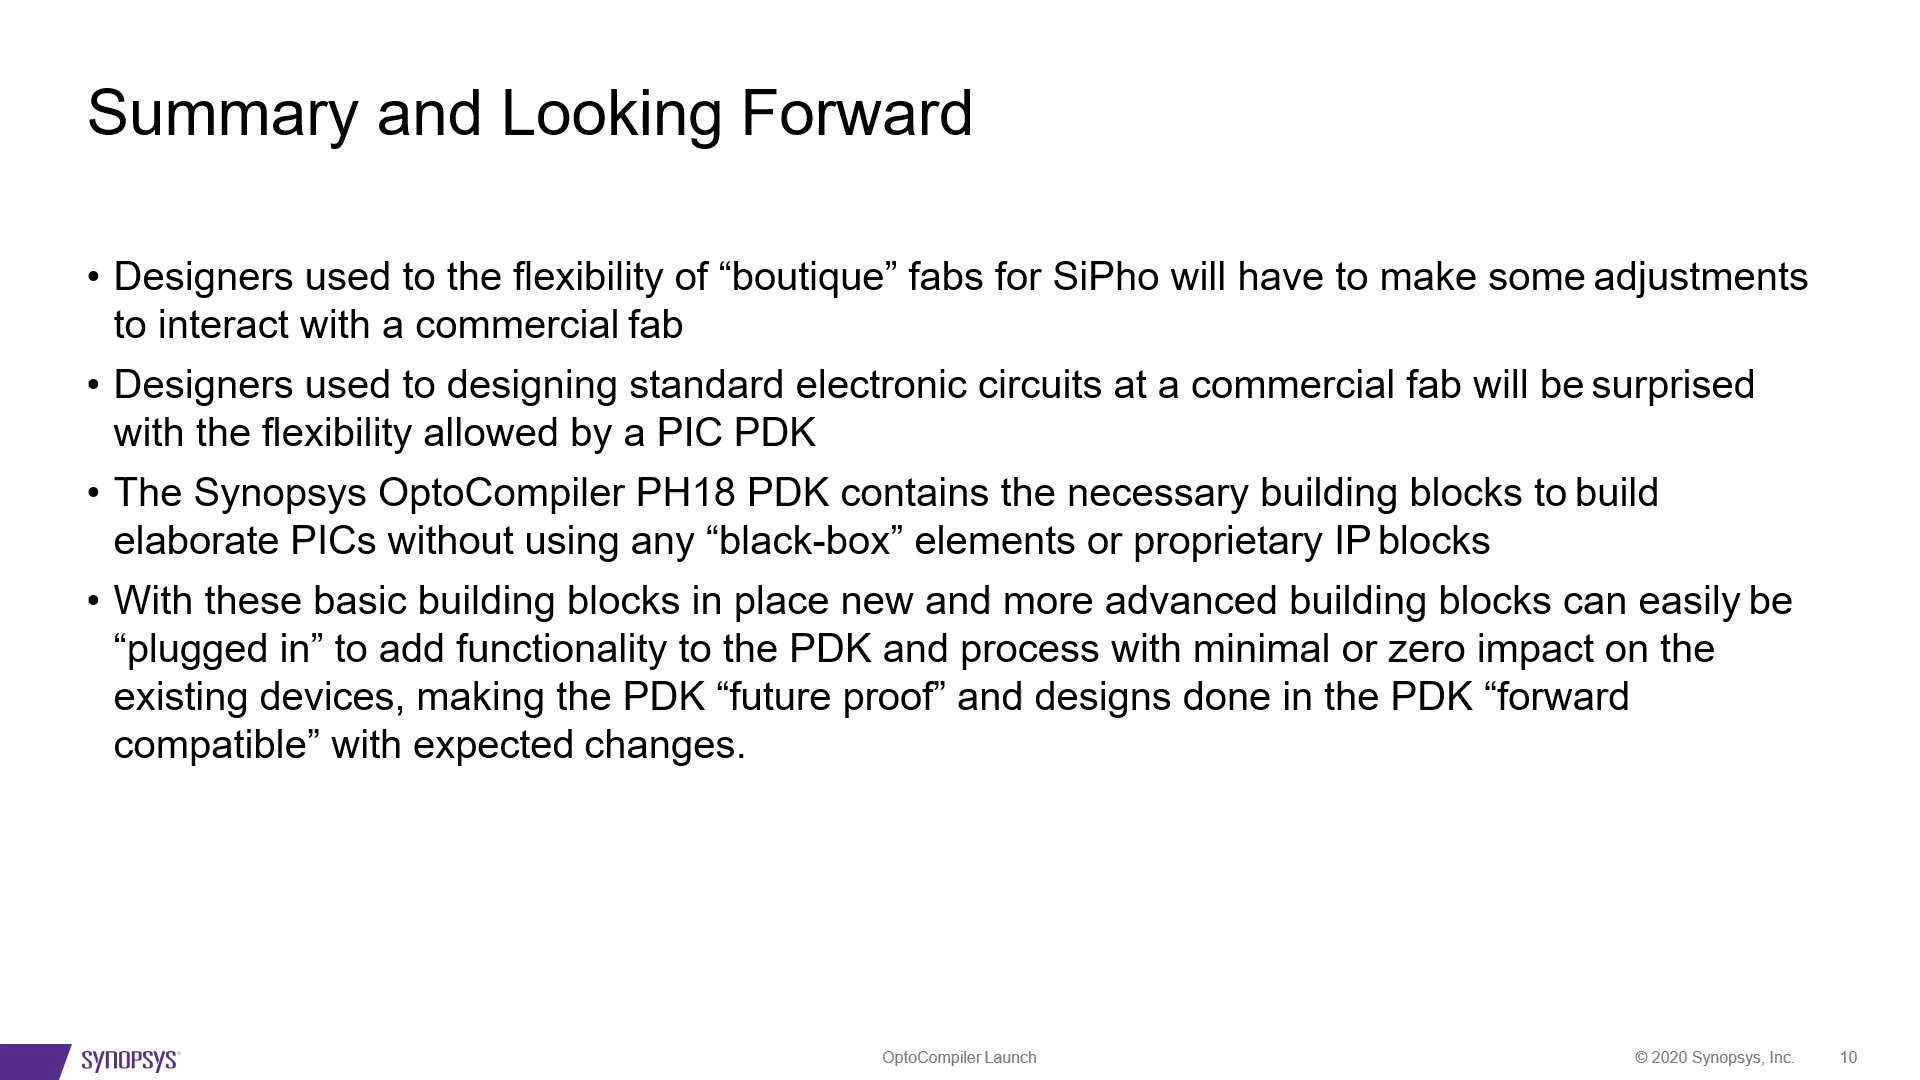 Summary and Looking Forward
• Designers used to the flexibility of “boutique” fabs for SiPho will have to make some adjustments
to interact with a commercial fab
• Designers used to designing standard electronic circuits at a commercial fab will be surprised
with the flexibility allowed by a PIC PDK
• The Synopsys OptoCompiler PH18 PDK contains the necessary building blocks to build
elaborate PICs without using any “black-box” elements or proprietary IP blocks
• With these basic building blocks in place new and more advanced building blocks can easily be
“plugged in” to add functionality to the PDK and process with minimal or zero impact on the
existing devices, making the PDK “future proof” and designs done in the PDK “forward
compatible” with expected changes.
SYNOPSYS
OptoCompiler Launch
© 2020 Synopsys, Inc.
10